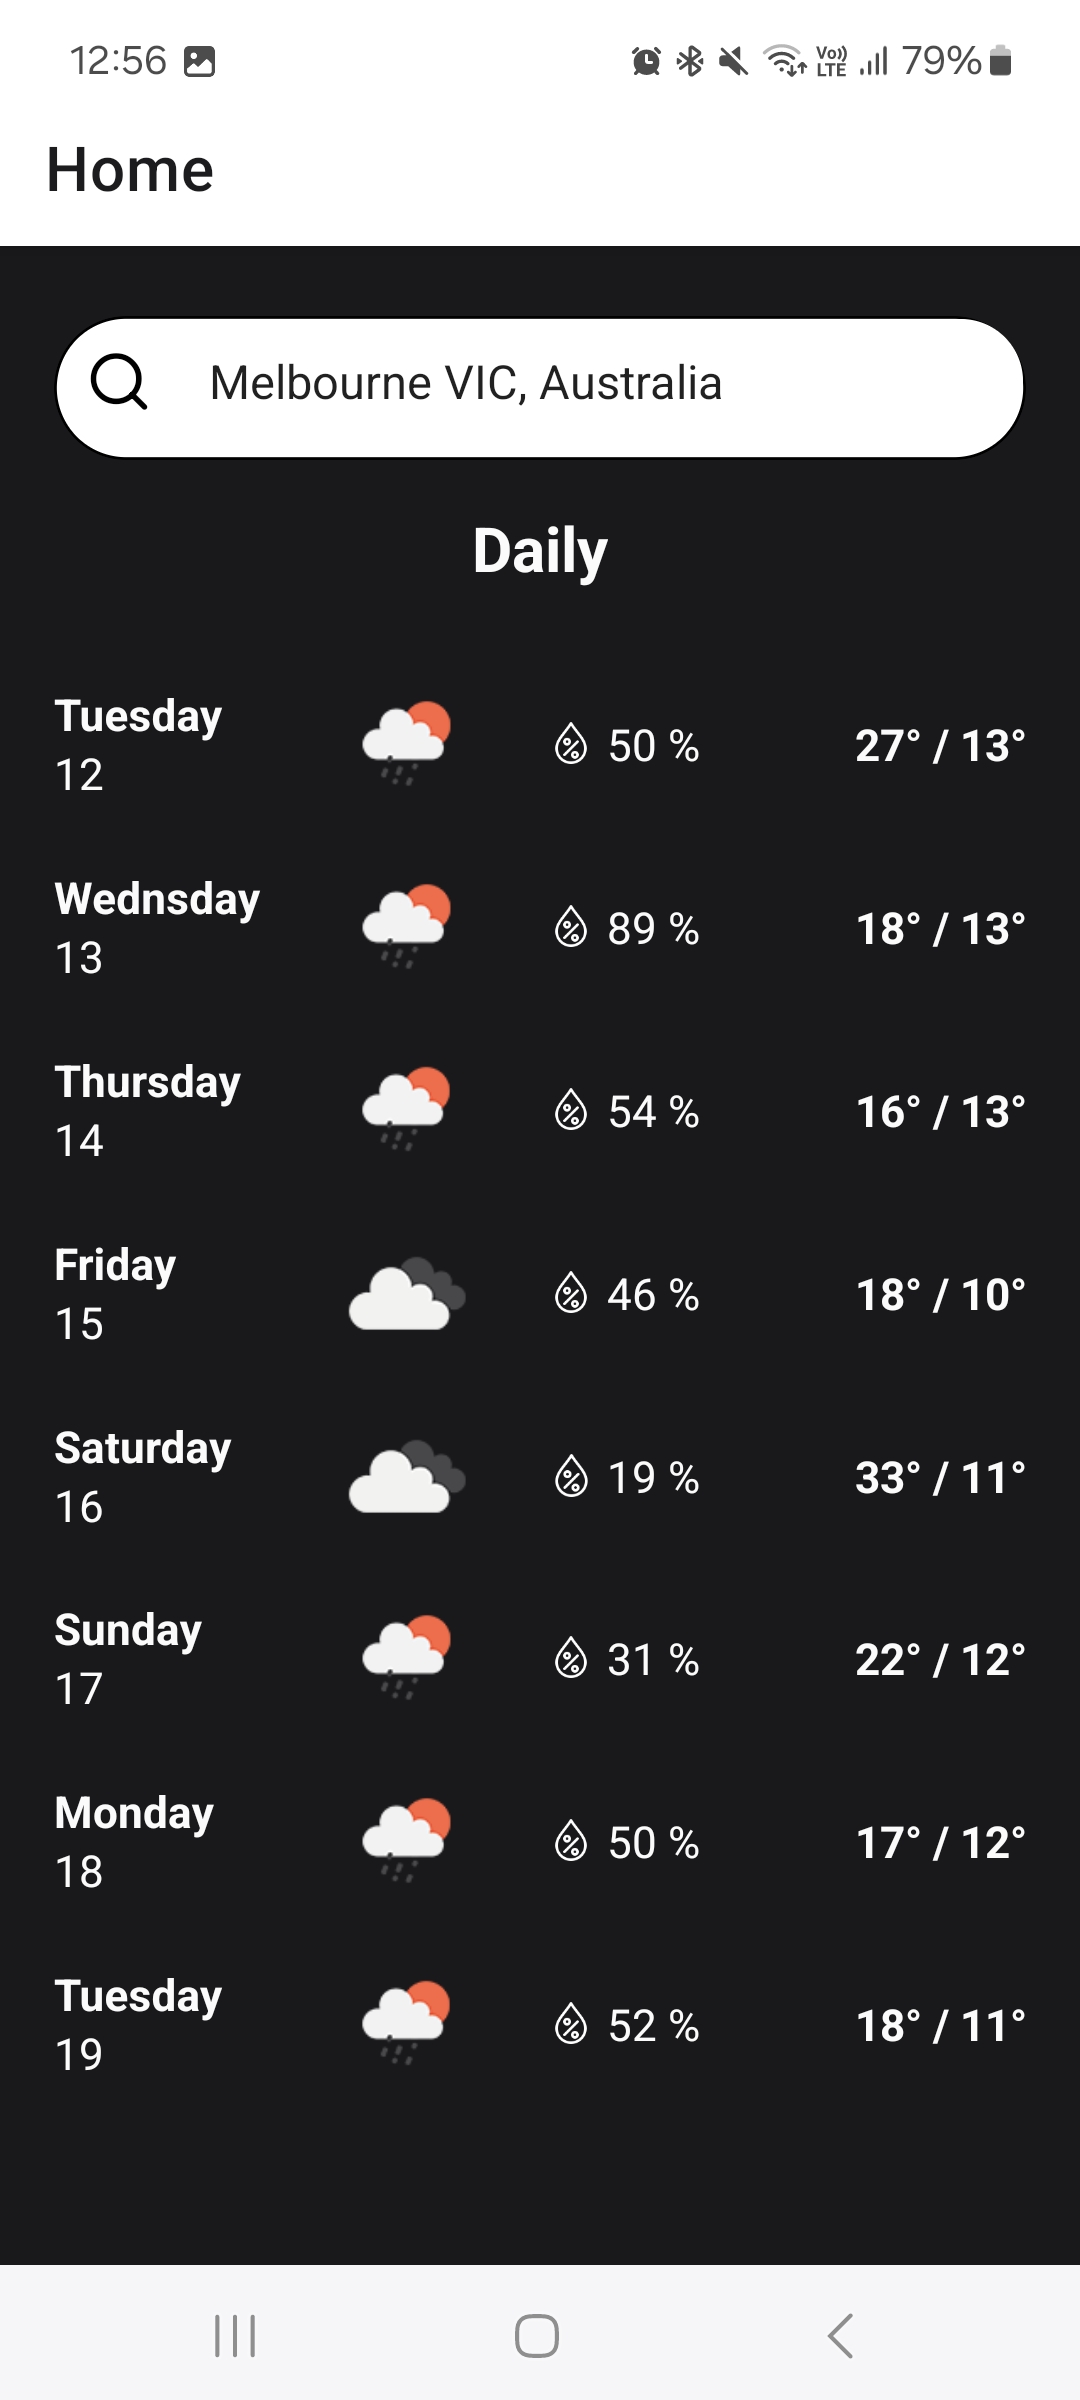 12:56 Vo)) LTE 79%
Home
Melbourne VIC, Australia
Daily
Tuesday
12
50 %
27° / 13°
Wednsday
13
89 %
18° / 13°
Thursday
14
54 %
16° / 13°
Friday
15
46 %
18° / 10°
Saturday
16
19 %
33° / 11°
Sunday
17
31 %
22° / 12°
Monday
18
50 %
17° / 12°
Tuesday
19
52 %
18° / 11°